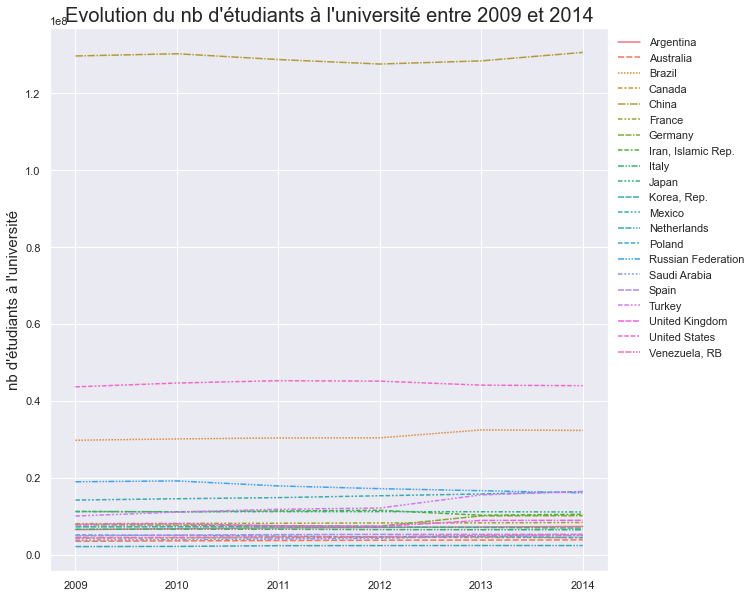 Evolution du nb d'étudiants à l'université entre 2009 et 2014
1e8
nb d'étudiants à l'université
1.2
1.0
0.8
0.6
0.4
0.2
0.0
2009 2010 2011 2012 2013 2014
Argentina
Australia
Brazil
Canada
China
France
Germany
Iran, Islamic Rep.
Italy
Japan
Korea, Rep.
Mexico
Netherlands
Poland
Russian Federation
Saudi Arabia
Spain
Turkey
United Kingdom
United States
Venezuela, RB